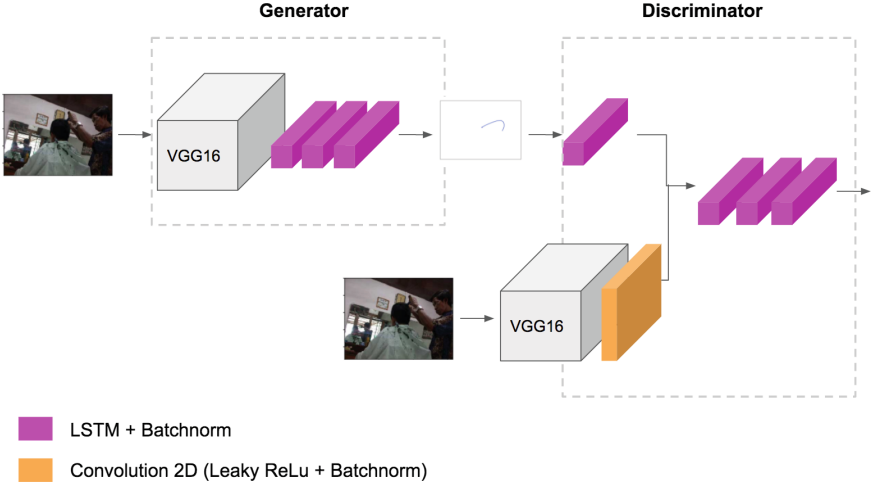 Generator
Discriminator
VGG16
VGG16
LSTM + Batchnorm
Convolution 2D (Leaky ReLu + Batchnorm)